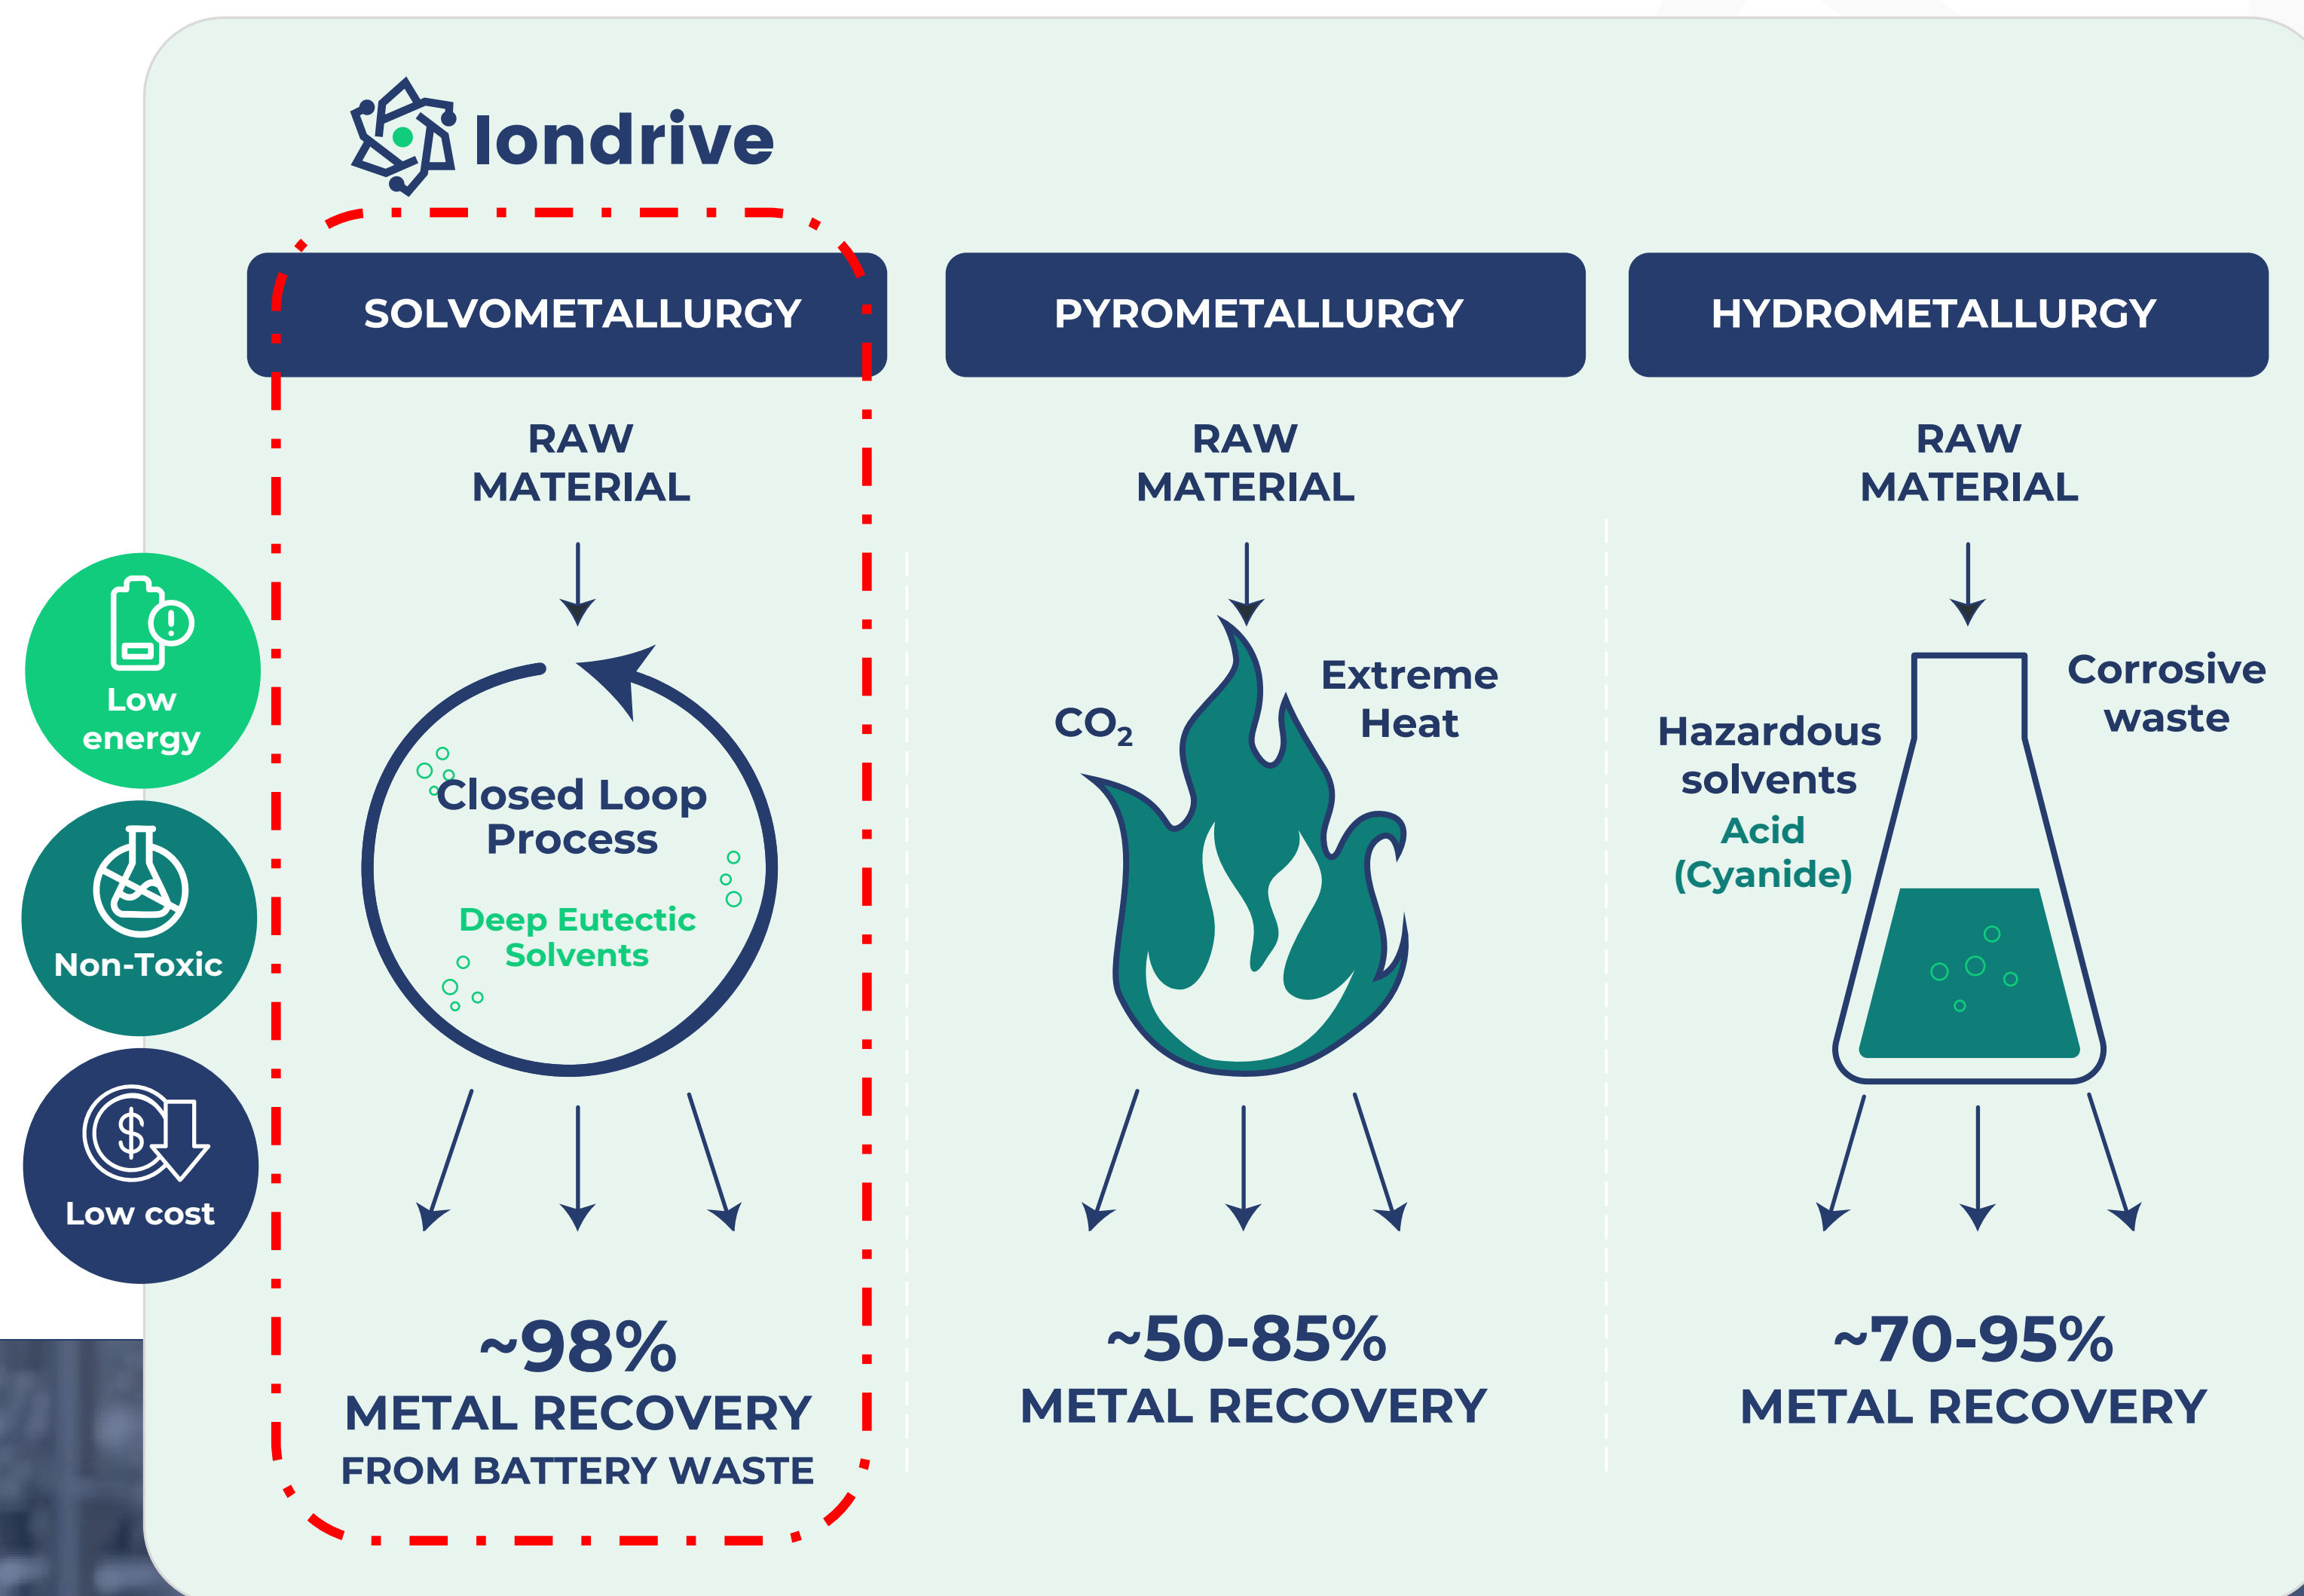 Iondrive
SOLVOMETALLURGY
RAW
MATERIAL
Closed Loop
Process
Deep Eutectic
Solvents
~98%
METAL RECOVERY
FROM BATTERY WASTE
Low
energy
Non-Toxic
$
Low cost
PYROMETALLURGY
RAW
MATERIAL
CO₂
Extreme
Heat
~50-85%
METAL RECOVERY
HYDROMETALLURGY
RAW
MATERIAL
Corrosive
waste
Hazardous
solvents
Acid
(Cyanide)
~70-95%
METAL RECOVERY